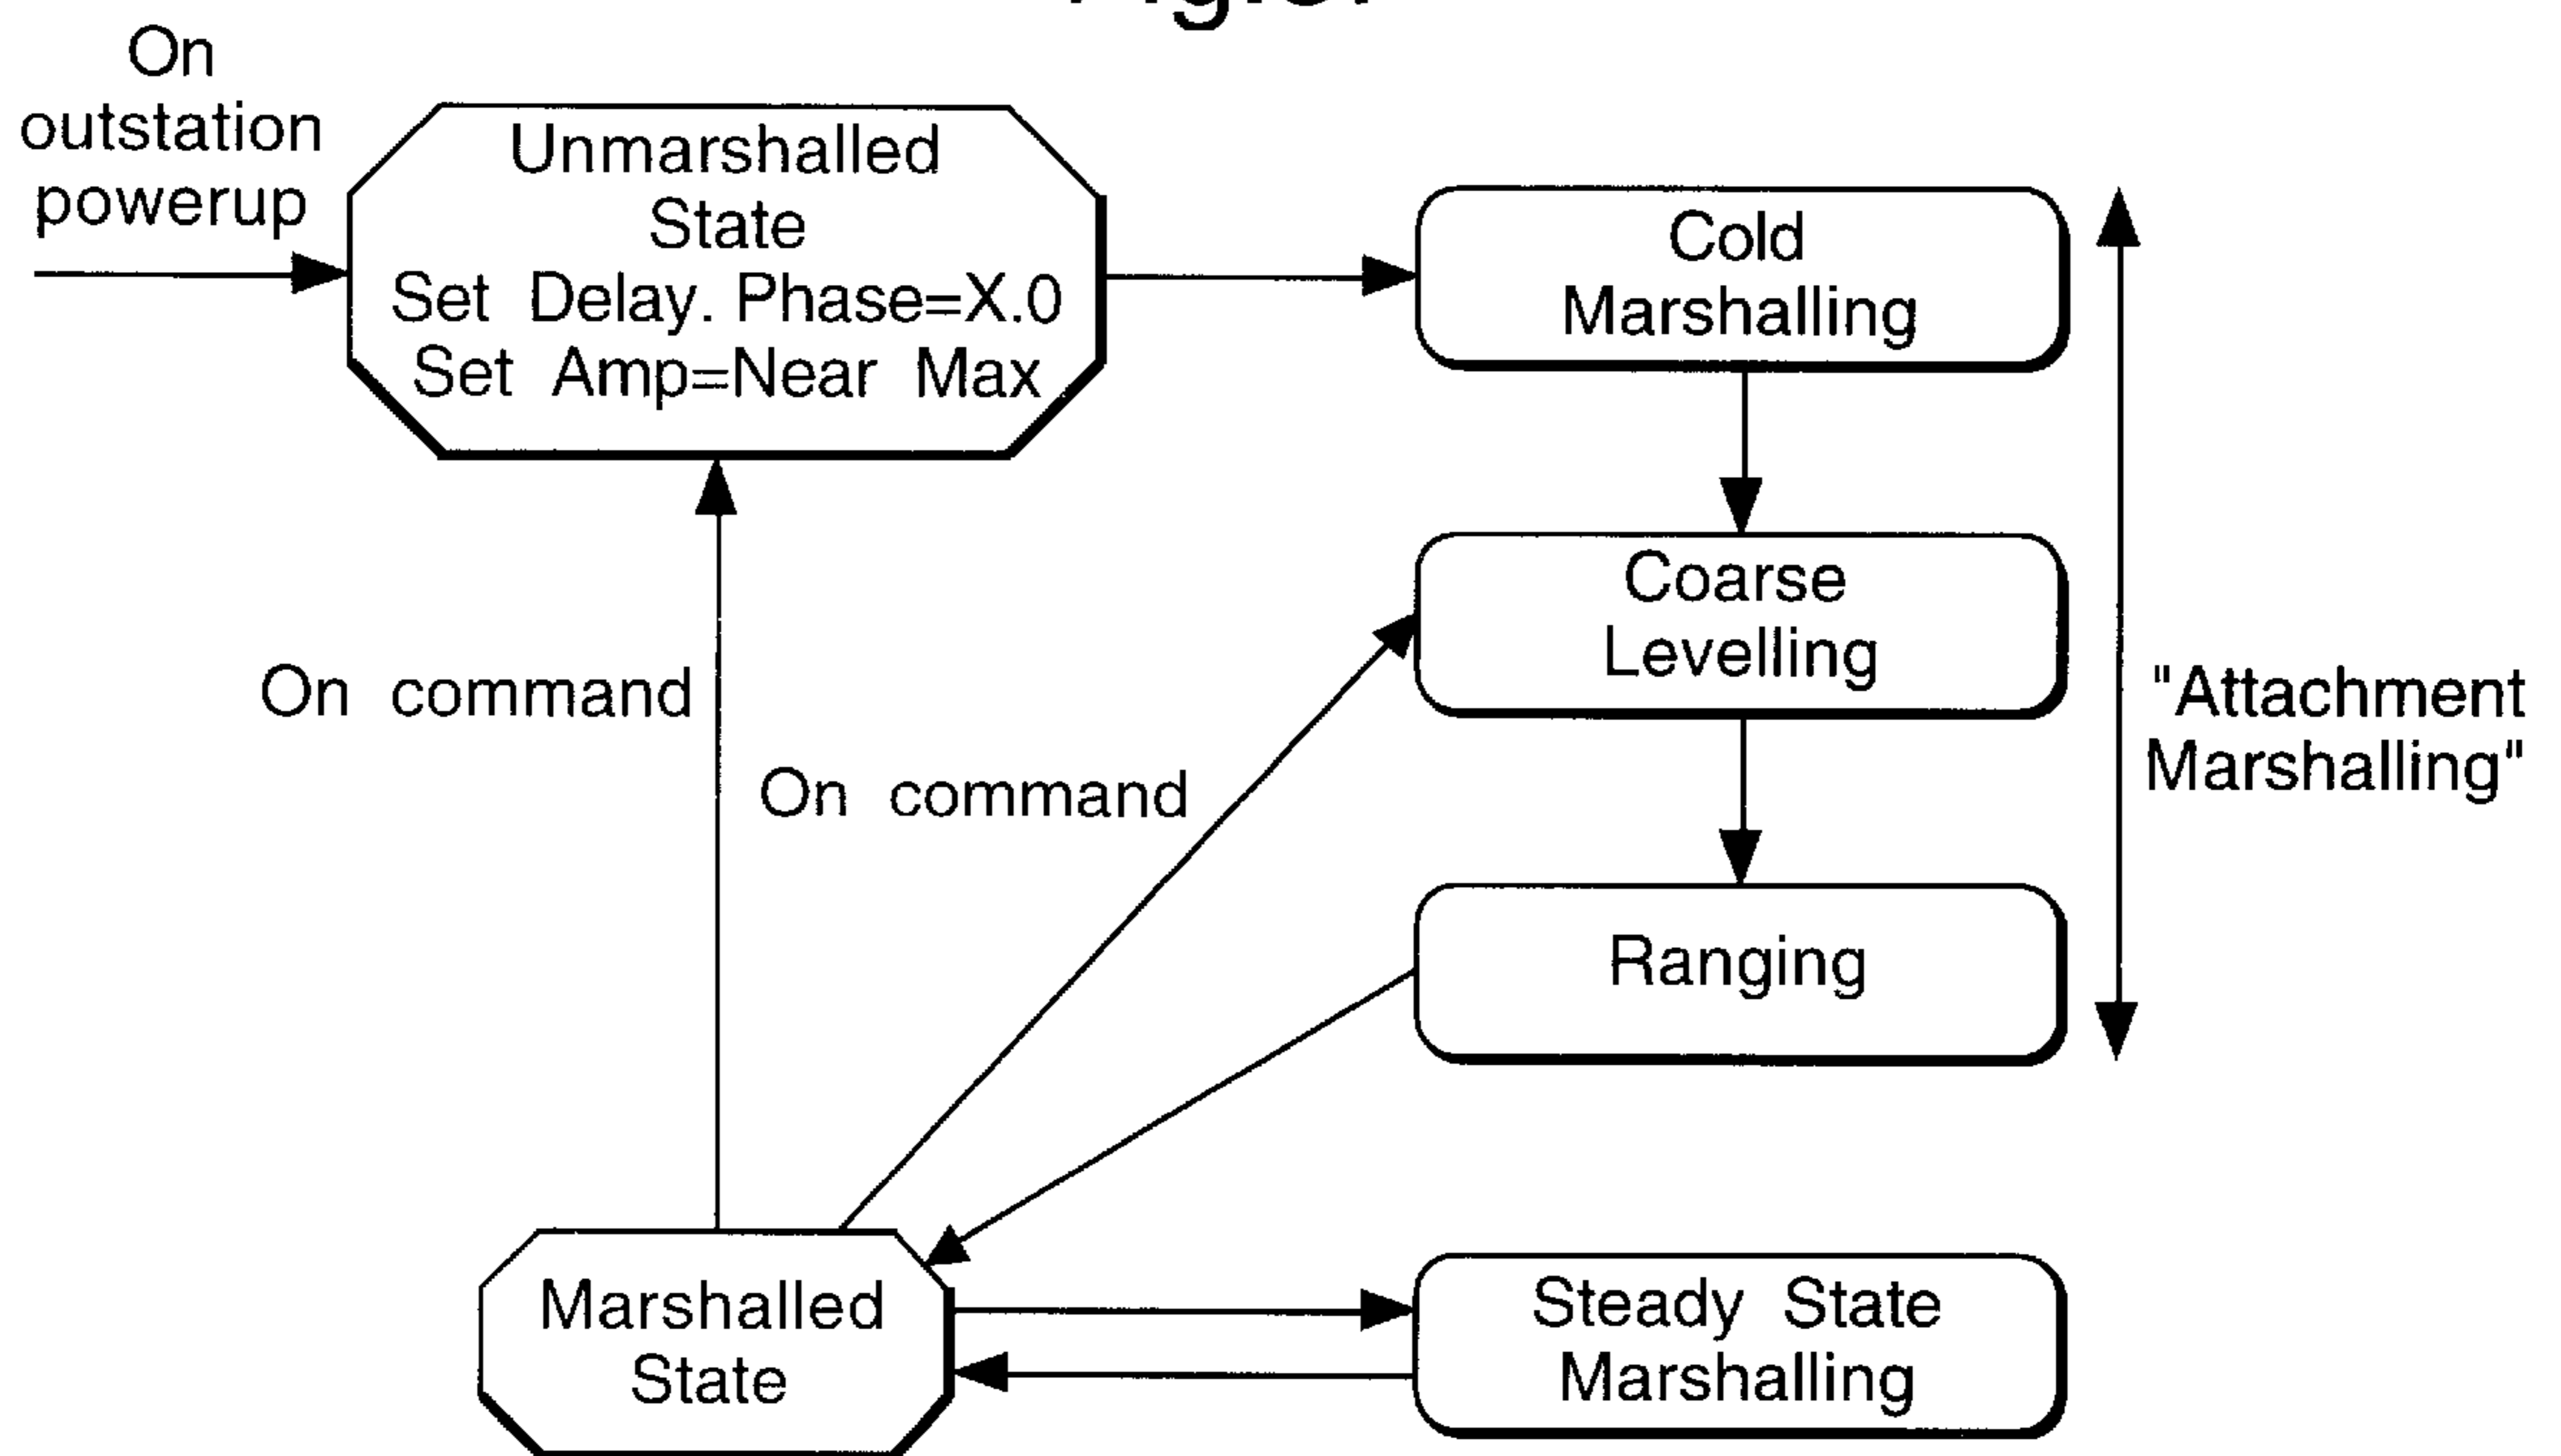 On
outstation
powerup
Unmarshalled
State
Set Delay. Phase=X.0
Set Amp=Near Max
Cold
Marshalling
Coarse
Levelling
On command
On command
"Attachment
Marshalling"
Ranging
Marshalled
State
Steady State
Marshalling